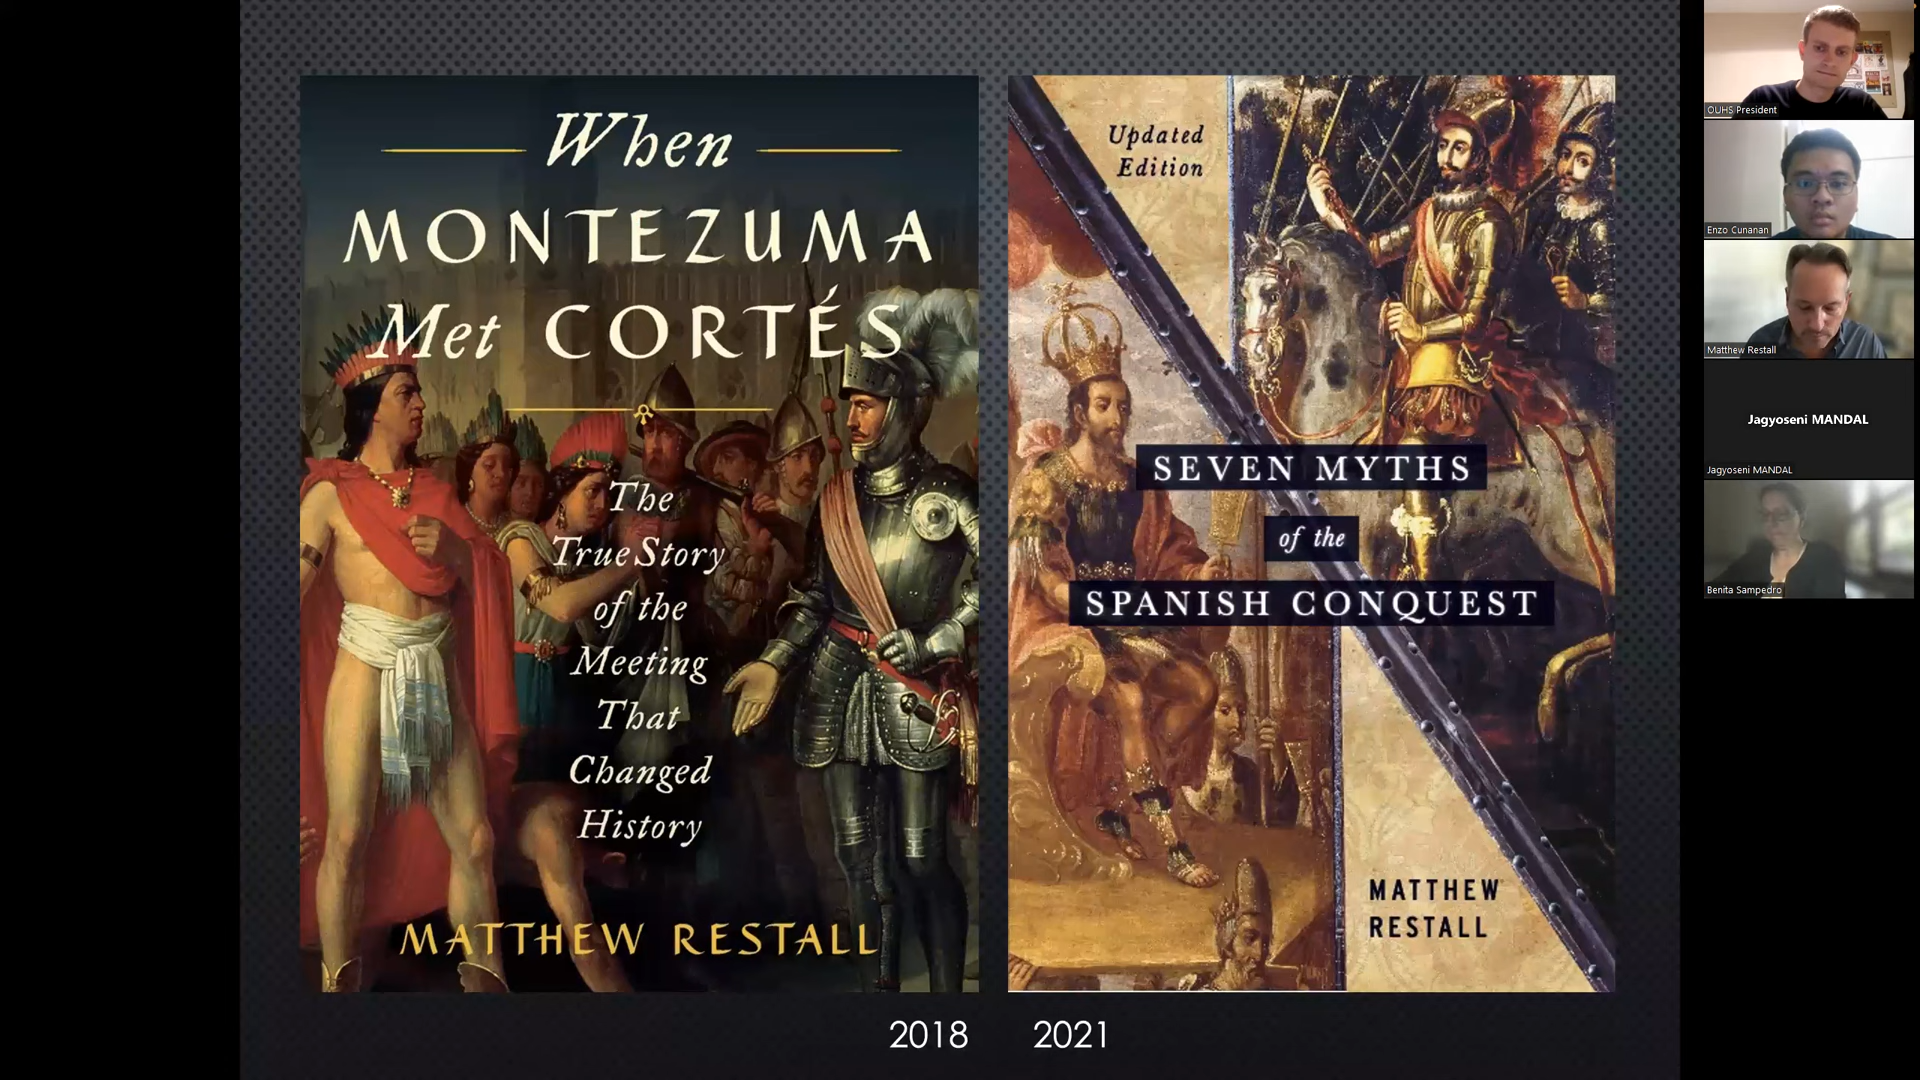 When
MONTEZUMA
Met CORTÉS
The
True Story
of the
Meeting
That
Changed
History
MATTHEW RESTALL
Updated
Edition
SEVEN MYTHS
of the
SPANISH CONQUEST
MATTHEW
RESTALL
2018
2021
OUHS President
Enzo Cunanan
Matthew Restall
Jagyoseni MANDAL
Jagyoseni MANDAL
Benita Sampedro